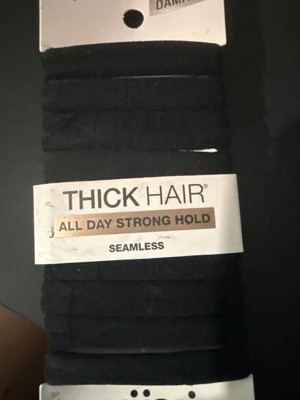 THICK HAIR®
ALL DAY STRONG HOLD
SEAMLESS